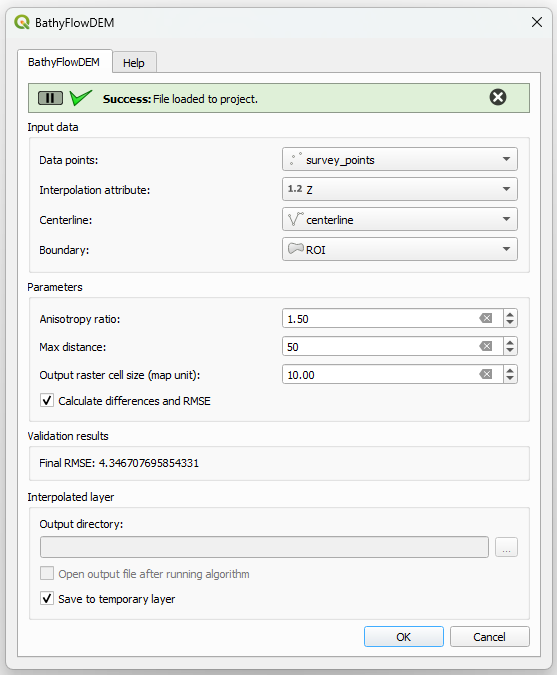 BathyFlowDEM
BathyFlowDEM Help
Success: File loaded to project.
Input data
Data points: survey_points
Interpolation attribute: 1.2 Z
Centerline: centerline
Boundary: ROI
Parameters
Anisotropy ratio: 1.50
Max distance: 50
Output raster cell size (map unit): 10.00
Calculate differences and RMSE
Validation results
Final RMSE: 4.346707695854331
Interpolated layer
Output directory:
...
Open output file after running algorithm
Save to temporary layer
OK Cancel